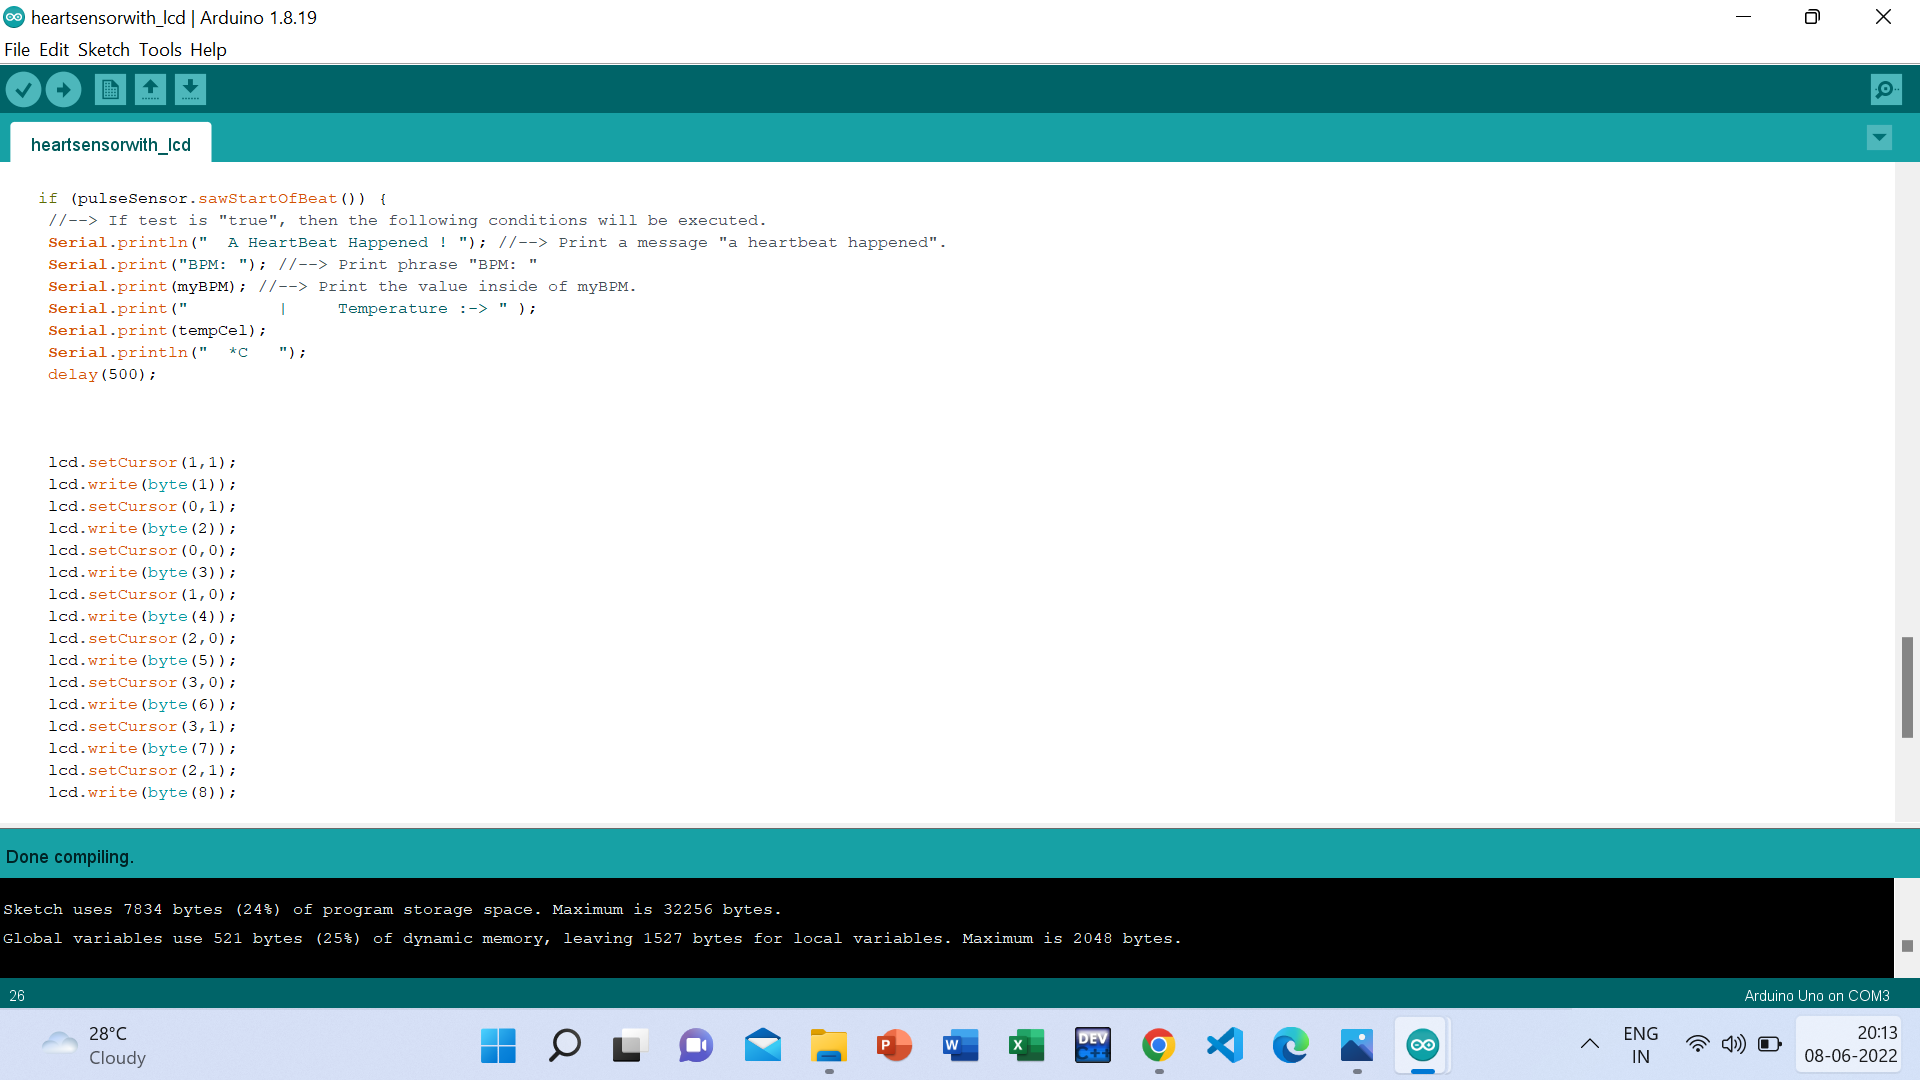 heartsensorwith_lcd | Arduino 1.8.19
File Edit Sketch Tools Help
heartsensorwith_lcd
if (pulseSensor.sawStartOfBeat()) {
//--> If test is "true", then the following conditions will be executed.
Serial.println("  A HeartBeat Happened ! "); //--> Print a message "a heartbeat happened".
Serial.print("BPM: "); //--> Print phrase "BPM: "
Serial.print(myBPM); //--> Print the value inside of myBPM.
Serial.print("         |     Temperature :-> " );
Serial.print(tempCel);
Serial.println("  *C   ");
delay(500);
lcd.setCursor(1,1);
lcd.write(byte(1));
lcd.setCursor(0,1);
lcd.write(byte(2));
lcd.setCursor(0,0);
lcd.write(byte(3));
lcd.setCursor(1,0);
lcd.write(byte(4));
lcd.setCursor(2,0);
lcd.write(byte(5));
lcd.setCursor(3,0);
lcd.write(byte(6));
lcd.setCursor(3,1);
lcd.write(byte(7));
lcd.setCursor(2,1);
lcd.write(byte(8));
Done compiling.
Sketch uses 7834 bytes (24%) of program storage space. Maximum is 32256 bytes.
Global variables use 521 bytes (25%) of dynamic memory, leaving 1527 bytes for local variables. Maximum is 2048 bytes.
26
Arduino Uno on COM3
28°C
Cloudy
P
W
X
DEV
C++
ENG
IN
20:13
08-06-2022